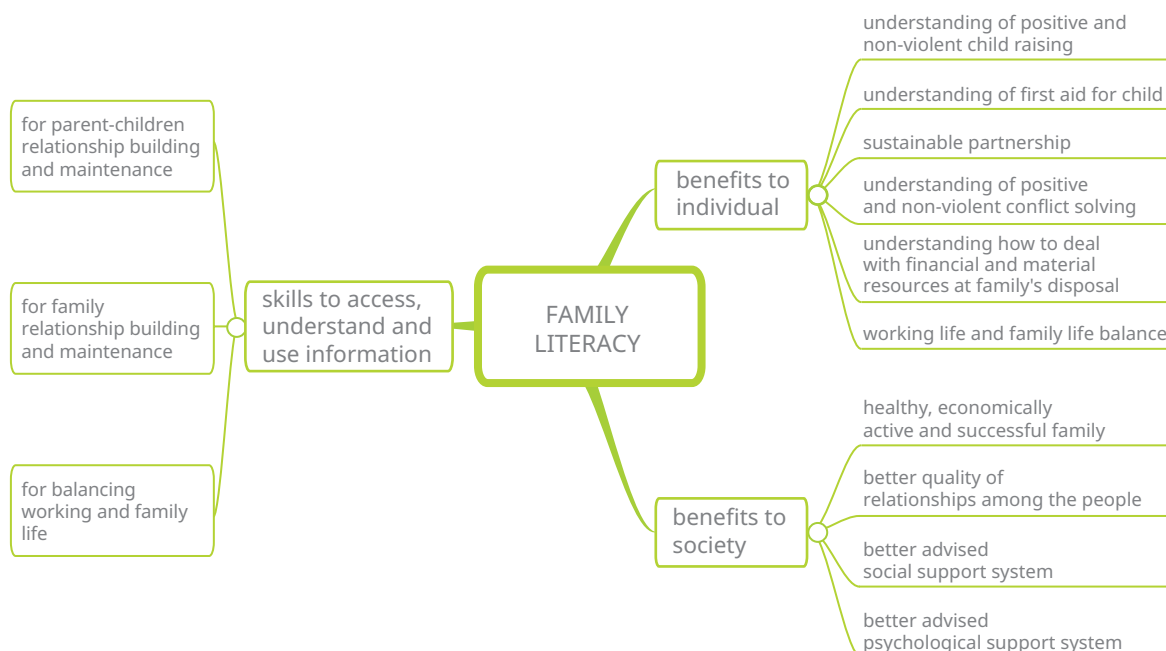 FAMILY
LITERACY
skills to access,
understand and
use information
for parent-children
relationship building
and maintenance
for family
relationship building
and maintenance
for balancing
working and family
life
benefits to
individual
understanding of positive and
non-violent child raising
understanding of first aid for child
sustainable partnership
understanding of positive
and non-violent conflict solving
understanding how to deal
with financial and material
resources at family's disposal
working life and family life balance
benefits to
society
healthy, economically
active and successful family
better quality of
relationships among the people
better advised
social support system
better advised
psychological support system